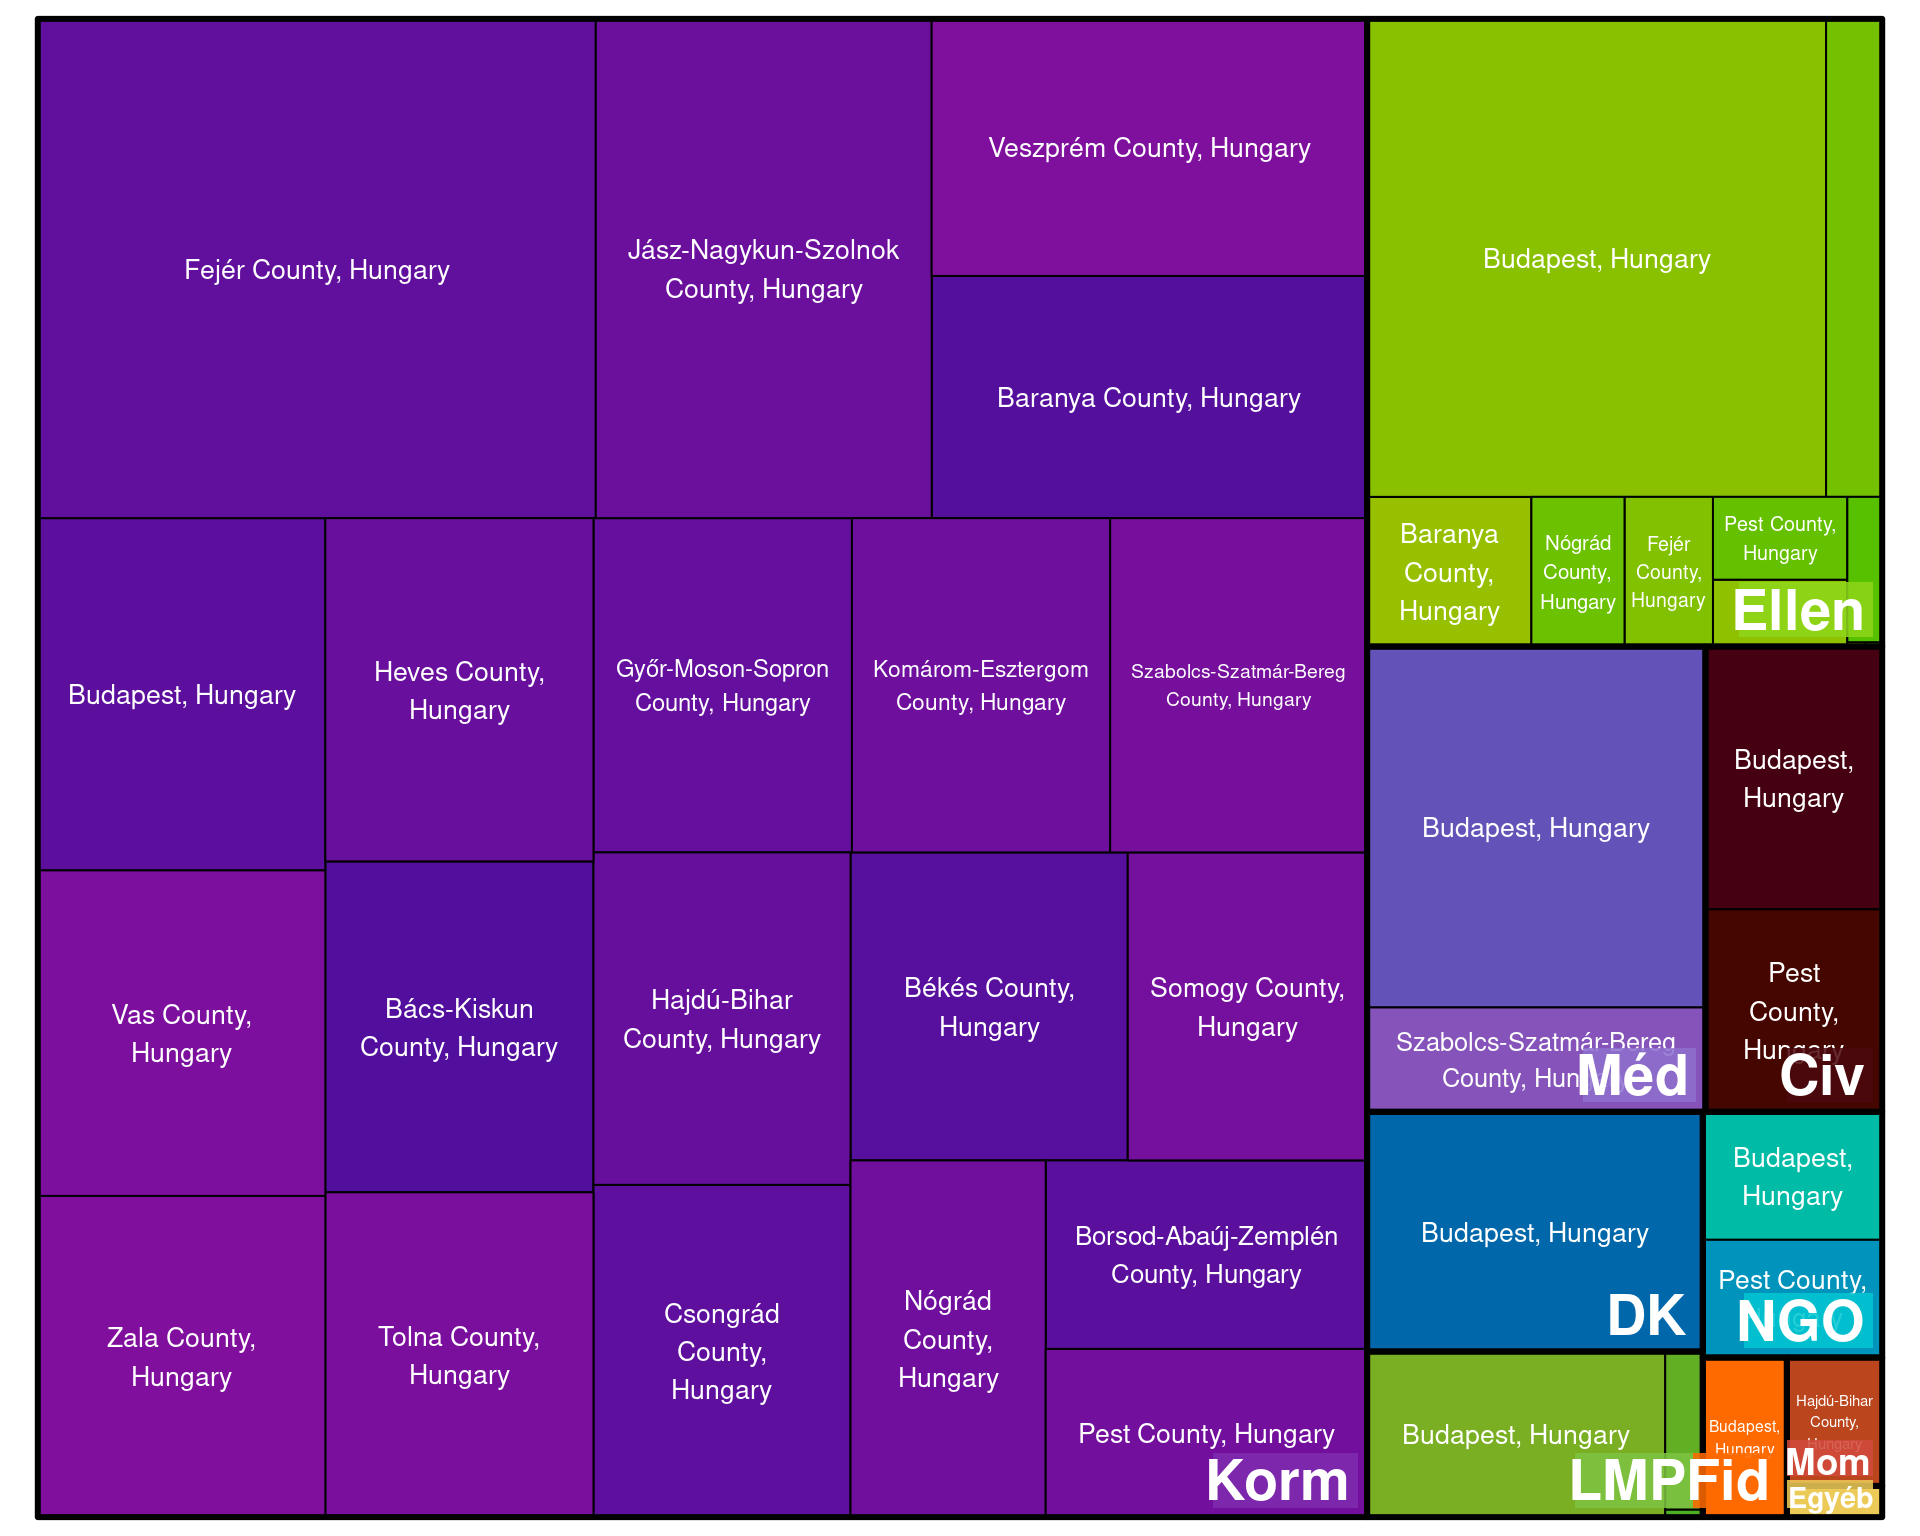 Fejér County, Hungary
Jász-Nagykun-Szolnok
County, Hungary
Veszprém County, Hungary
Baranya County, Hungary
Budapest, Hungary
Heves County,
Hungary
Győr-Moson-Sopron
County, Hungary
Komárom-Esztergom
County, Hungary
Szabolcs-Szatmár-Bereg
County, Hungary
Vas County,
Hungary
Bács-Kiskun
County, Hungary
Hajdú-Bihar
County, Hungary
Békés County,
Hungary
Somogy County,
Hungary
Zala County,
Hungary
Tolna County,
Hungary
Csongrád
County,
Hungary
Nógrád
County,
Hungary
Borsod-Abaúj-Zemplén
County, Hungary
Pest County, Hungary
Korm
Budapest, Hungary
Baranya
County,
Hungary
Nógrád
County,
Hungary
Fejér
County,
Hungary
Pest County,
Hungary
Ellen
Budapest, Hungary
Szabolcs-Szatmár-Bereg
County, Hungary
Méd
Budapest,
Hungary
Pest
County,
Hungary
Civ
Budapest, Hungary
DK
Budapest,
Hungary
Pest County,
NGO
Budapest, Hungary
LMP
Budapest,
Hungary
Fid
Hajdú-Bihar
County,
Hungary
Mom
Egyéb